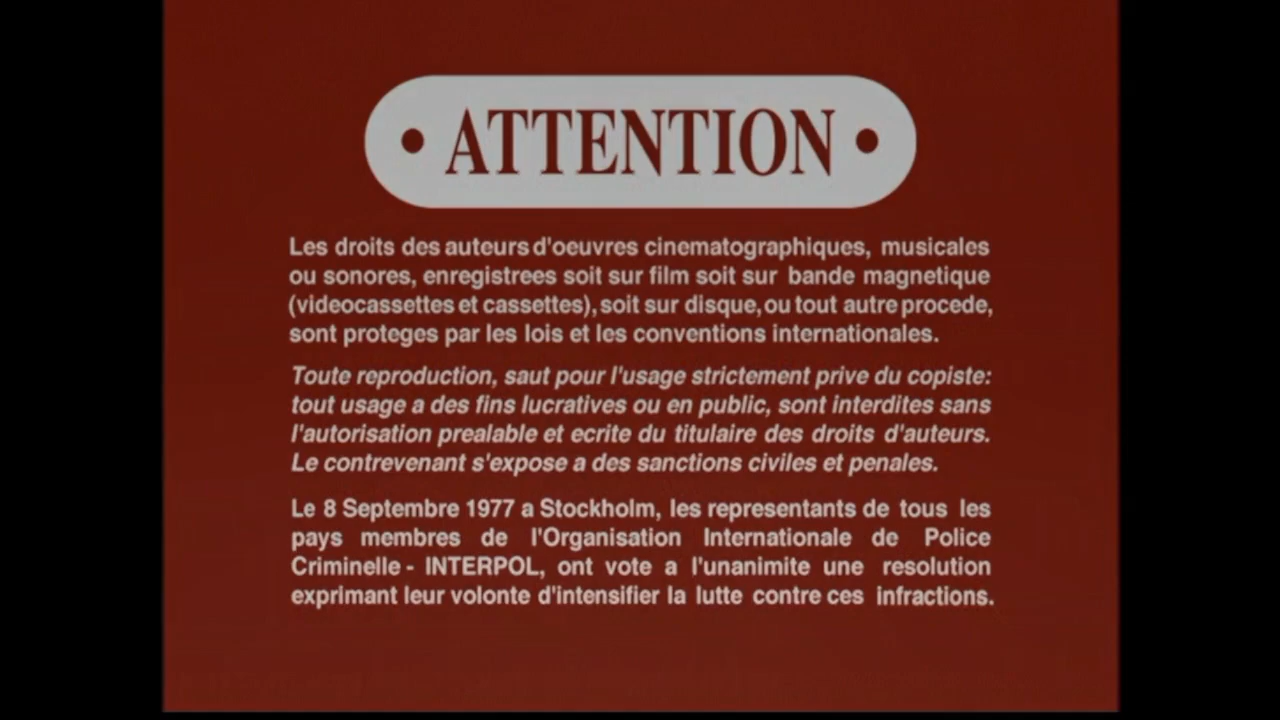 • ATTENTION •
Les droits des auteurs d'oeuvres cinematographiques, musicales
ou sonores, enregistrees soit sur film soit sur bande magnetique
(videocassettes et cassettes), soit sur disque, ou tout autre procede,
sont proteges par les lois et les conventions internationales.
Toute reproduction, saut pour l'usage strictement prive du copiste:
tout usage a des fins lucratives ou en public, sont interdites sans
l'autorisation prealable et ecrite du titulaire des droits d'auteurs.
Le contrevenant s'expose a des sanctions civiles et penales.
Le 8 Septembre 1977 a Stockholm, les representants de tous les
pays membres de l'Organisation Internationale de Police
Criminelle - INTERPOL, ont vote a l'unanimite une resolution
exprimant leur volonte d'intensifier la lutte contre ces infractions.